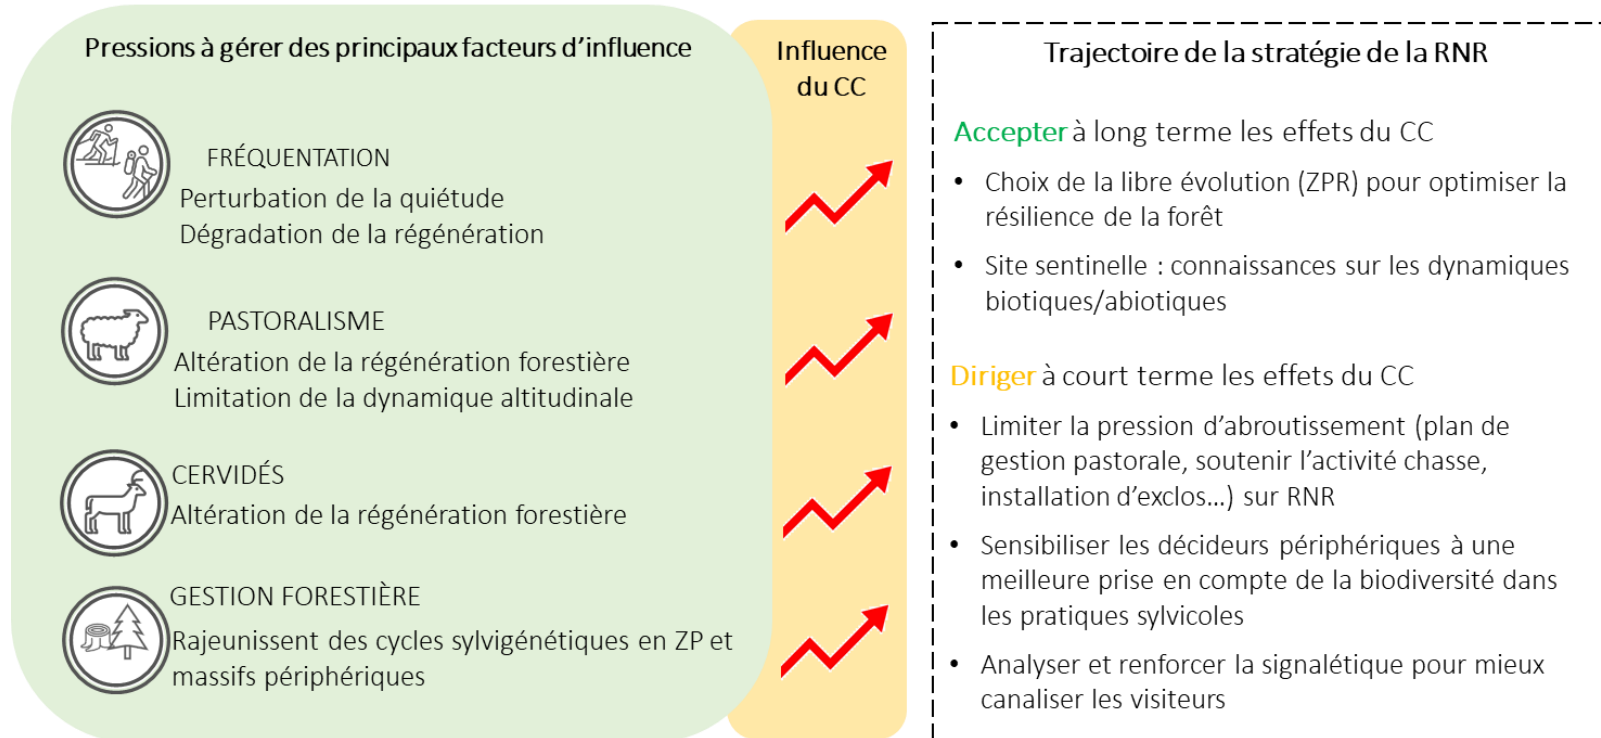 Pressions à gérer des principaux facteurs d’influence
FRÉQUENTATION
Perturbation de la quiétude
Dégradation de la régénération
PASTORALISME
Altération de la régénération forestière
Limitation de la dynamique altitudinale
CERVIDÉS
Altération de la régénération forestière
GESTION FORESTIÈRE
Rajeunissent des cycles sylvigénétiques en ZP et
massifs périphériques
Influence
du CC
Trajectoire de la stratégie de la RNR
Accepter à long terme les effets du CC
• Choix de la libre évolution (ZPR) pour optimiser la
résilience de la forêt
• Site sentinelle : connaissances sur les dynamiques
biotiques/abiotiques
Diriger à court terme les effets du CC
• Limiter la pression d’abroutissement (plan de
gestion pastorale, soutenir l’activité chasse,
installation d’exclos…) sur RNR
• Sensibiliser les décideurs périphériques à une
meilleure prise en compte de la biodiversité dans
les pratiques sylvicoles
• Analyser et renforcer la signalétique pour mieux
canaliser les visiteurs